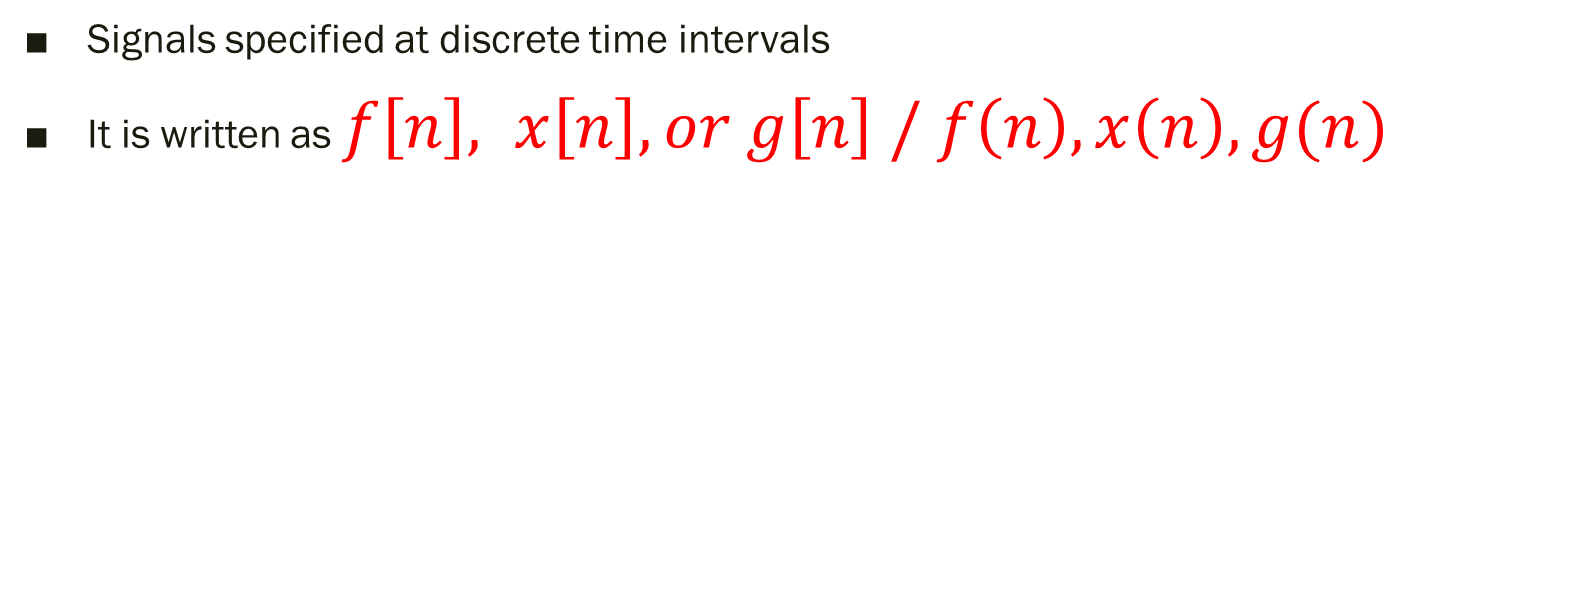 ▪ Signals specified at discrete time intervals
▪ It is written as f[n], x[n], or g[n] / f(n), x(n), g(n)